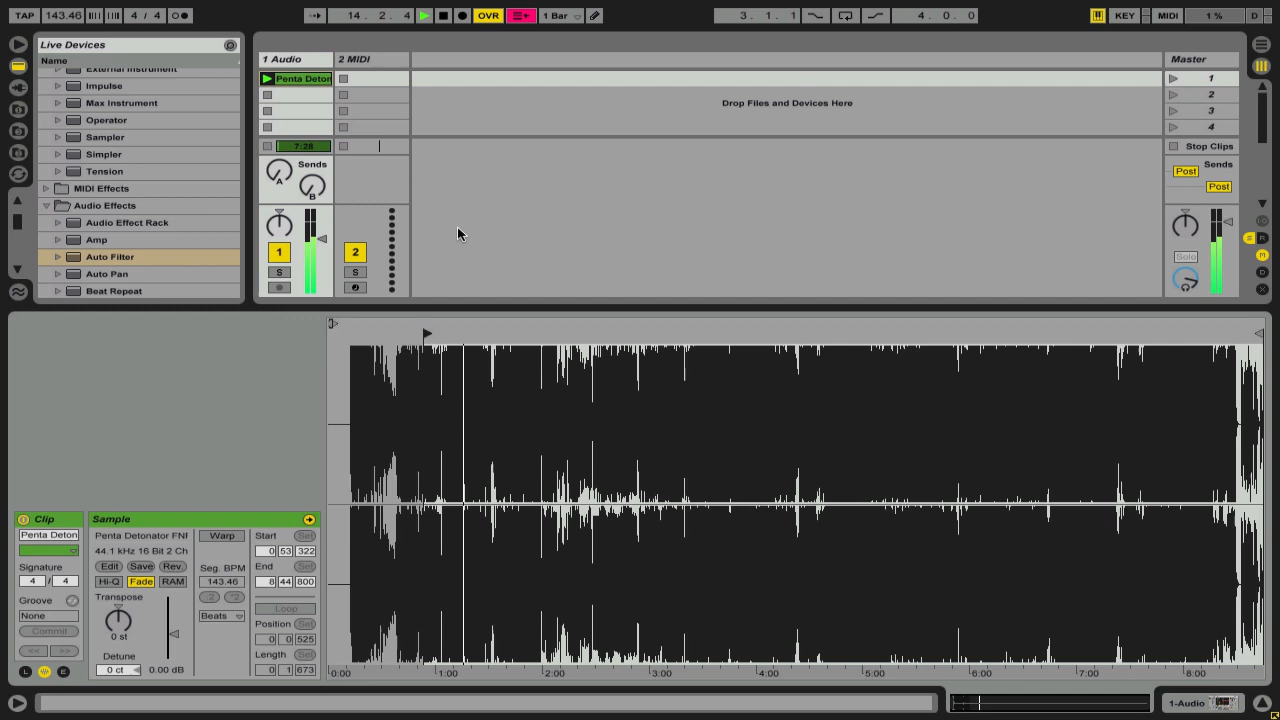 TAP 143.46 4 / 4 14. 2. 4 OVR 1 Bar 3. 1. 1 4. 0. 0 KEY MIDI 1 % D
Live Devices
Name
External Instrument
Impulse
Max Instrument
Operator
Sampler
Simpler
Tension
MIDI Effects
Audio Effects
Audio Effect Rack
Amp
Auto Filter
Auto Pan
Beat Repeat
1 Audio 2 MIDI Master
Penta Deton 1
Drop Files and Devices Here
2
3
4
7:28 Stop Clips
Sends Sends
A B Post
Post
1 2 Solo
S S
S R
M
D
X
Clip
Penta Deton
Signature
4 / 4
Groove
None
Commit
<< >>
L E
Sample
Penta Detonator FNF
44.1 kHz 16 Bit 2 Ch
Edit Save Rev.
Hi-Q Fade RAM
Transpose
0 st
Detune
0 ct 0.00 dB
Warp
Seg. BPM
143.46
:2 *2
Beats
Start Set
0 53 322
End Set
8 44 800
Loop
Position Set
0 0 525
Length Set
0 1 673
0:00 1:00 2:00 3:00 4:00 5:00 6:00 7:00 8:00
1-Audio